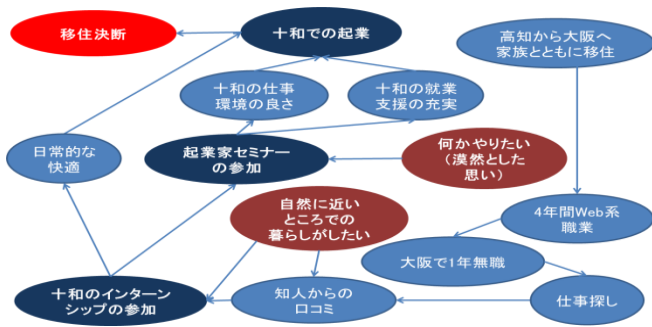 移住決断
十和での起業
高知から大阪へ
家族とともに移住
十和の仕事
環境の良さ
十和の就業
支援の充実
日常的な
快適
起業家セミナー
の参加
何かやりたい
（漠然とした
思い）
自然に近い
ところでの
暮らしがしたい
4年間Web系
職業
大阪で1年無職
十和のインターン
シップの参加
知人からの
口コミ
仕事探し